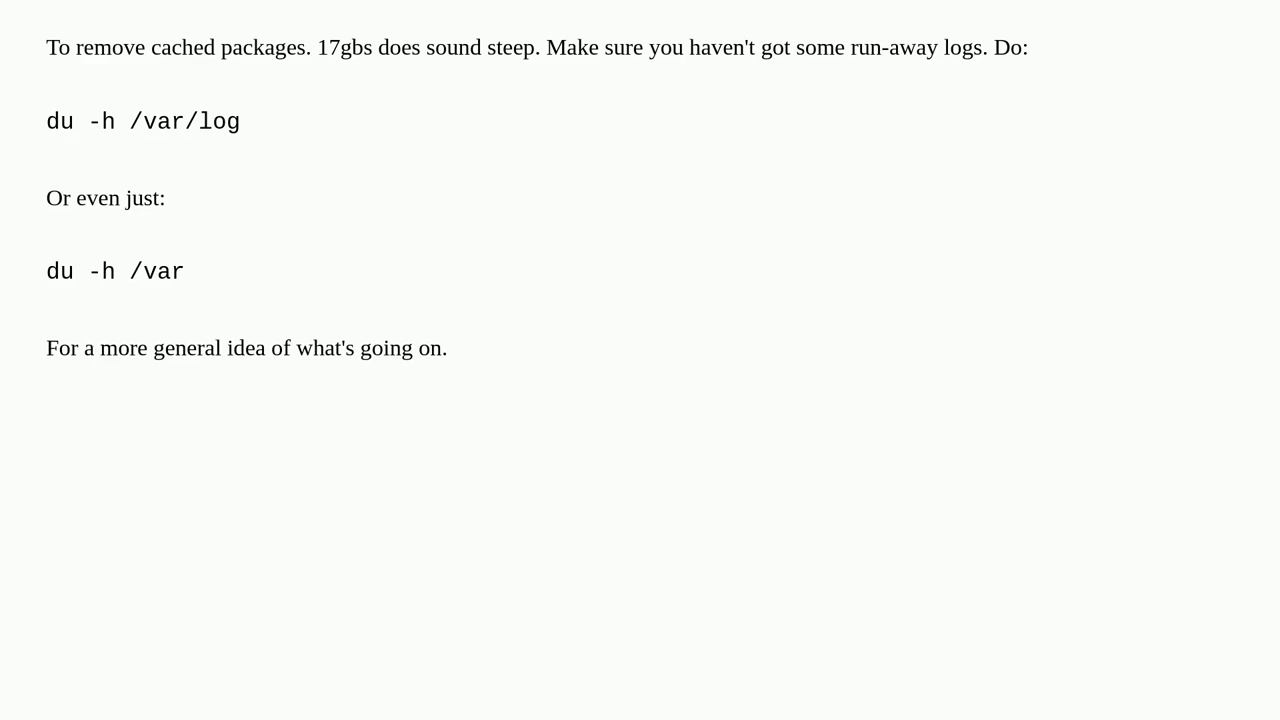 To remove cached packages. 17gbs does sound steep. Make sure you haven't got some run-away logs. Do:
du -h /var/log
Or even just:
du -h /var
For a more general idea of what's going on.